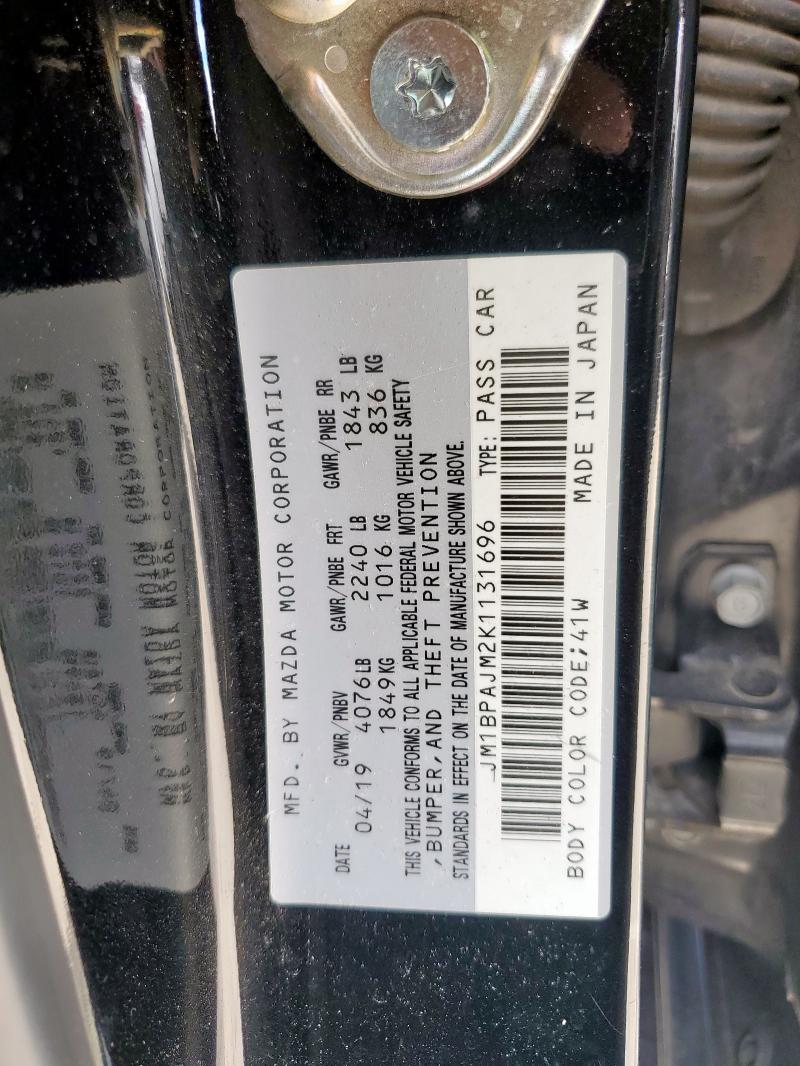 MFD. BY MAZDA MOTOR CORPORATION
DATE GVWR/PNBV GAWR/PNBE FRT GAWR/PNBE RR
04/19 4076LB 2240 LB 1843 LB
1849KG 1016 KG 836 KG
THIS VEHICLE CONFORMS TO ALL APPLICABLE FEDERAL MOTOR VEHICLE SAFETY
,BUMPER,AND THEFT PREVENTION
STANDARDS IN EFFECT ON THE DATE OF MANUFACTURE SHOWN ABOVE.
JM1BPAJM2K1131696 TYPE: PASS CAR
BODY COLOR CODE:41W MADE IN JAPAN